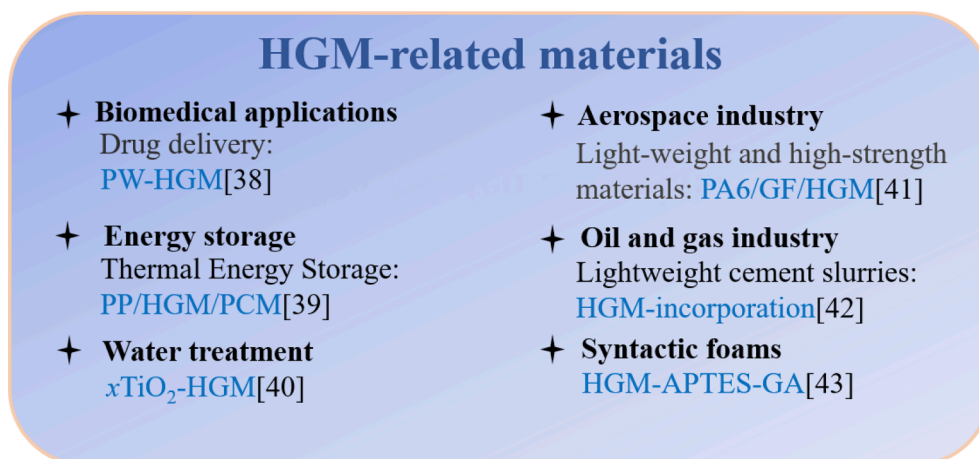 HGM-related materials
Biomedical applications
Drug delivery:
PW-HGM[38]
Energy storage
Thermal Energy Storage:
PP/HGM/PCM[39]
Water treatment
xTiO₂-HGM[40]
Aerospace industry
Light-weight and high-strength
materials: PA6/GF/HGM[41]
Oil and gas industry
Lightweight cement slurries:
HGM-incorporation[42]
Syntactic foams
HGM-APTES-GA[43]